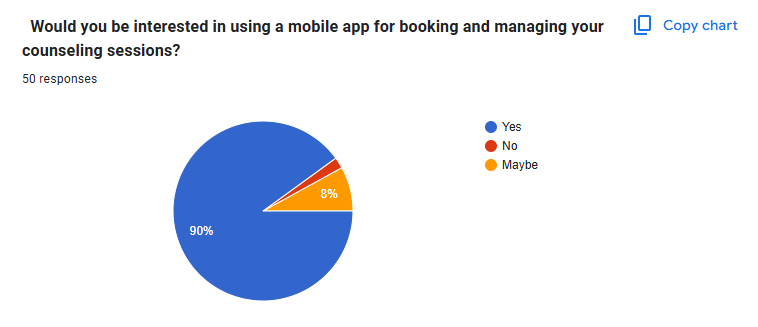 Would you be interested in using a mobile app for booking and managing your
counseling sessions?
Copy chart
50 responses
Yes
No
Maybe
8%
90%